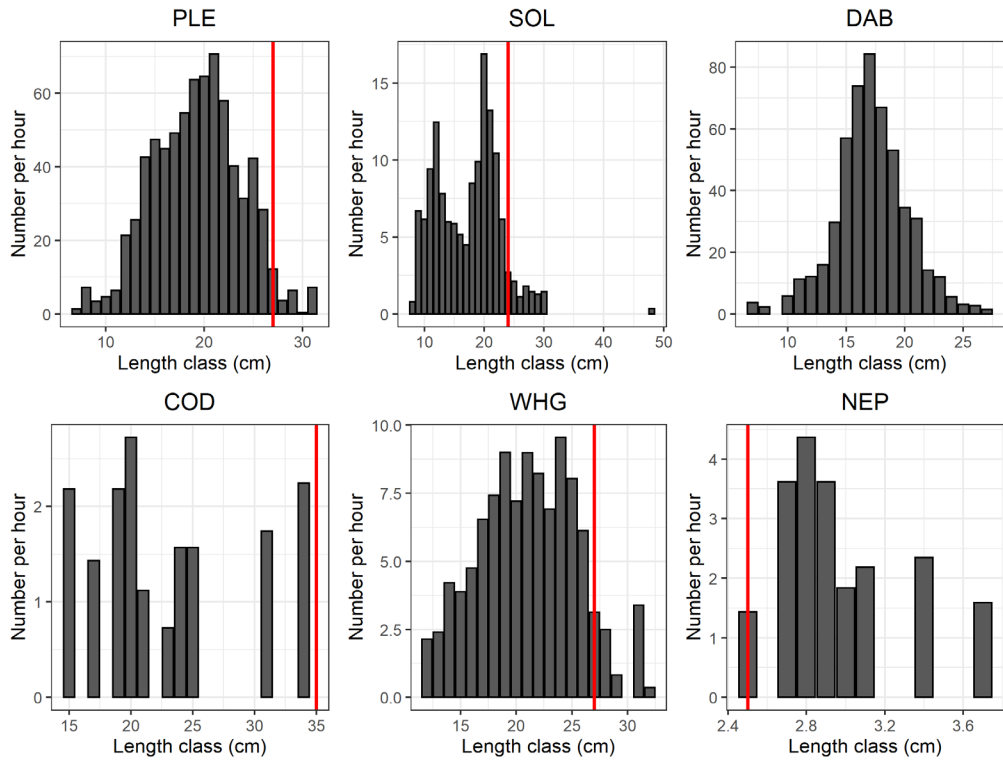 PLE
SOL
DAB
Number per hour
60
40
20
0
10
20
30
Length class (cm)
Number per hour
15
10
5
0
10
20
30
40
50
Length class (cm)
Number per hour
80
60
40
20
0
10
15
20
25
Length class (cm)
COD
WHG
NEP
Number per hour
2
1
0
15
20
25
30
35
Length class (cm)
Number per hour
10.0
7.5
5.0
2.5
0.0
15
20
25
30
Length class (cm)
Number per hour
4
3
2
1
0
2.4
2.8
3.2
3.6
Length class (cm)